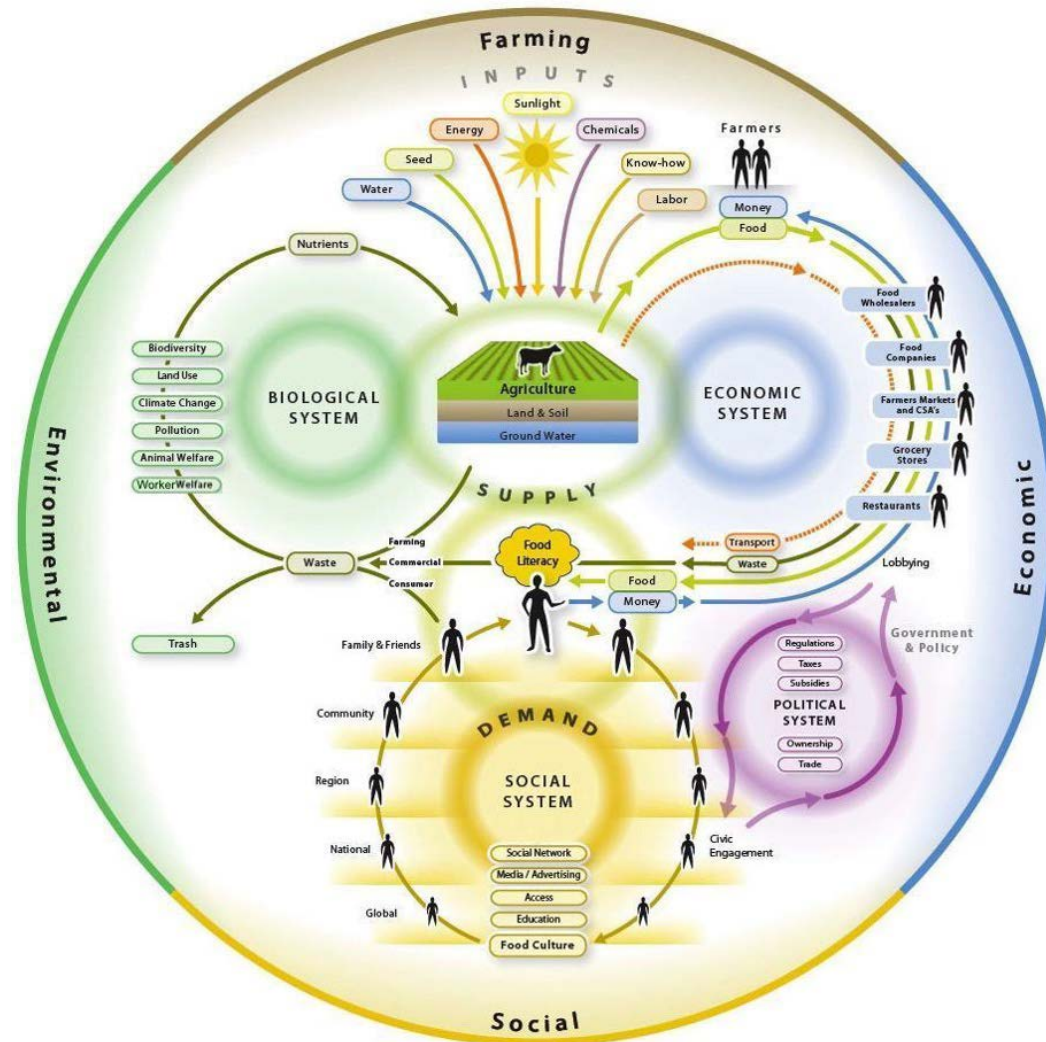 Farming
INPUTS
Sunlight
Energy
Chemicals
Farmers
Seed
Know-how
Water
Labor
Money
Food
Nutrients
Food
Wholesalers
Biodiversity
Land Use
Climate Change
Pollution
Animal Welfare
WorkerWelfare
BIOLOGICAL
SYSTEM
Agriculture
Land & Soil
Ground Water
ECONOMIC
SYSTEM
Food
Companies
Farmers Markets
and CSA's
Grocery
Stores
Restaurants
Environmental
Economic
SUPPLY
Food
Literacy
Farming
Commercial
Consumer
Waste
Transport
Waste
Food
Money
Lobbying
Trash
Family & Friends
Government
& Policy
Regulations
Taxes
Subsidies
POLITICAL
SYSTEM
Ownership
Trade
Community
DEMAND
Region
SOCIAL
SYSTEM
National
Civic
Engagement
Social Network
Media / Advertising
Access
Education
Food Culture
Global
Social